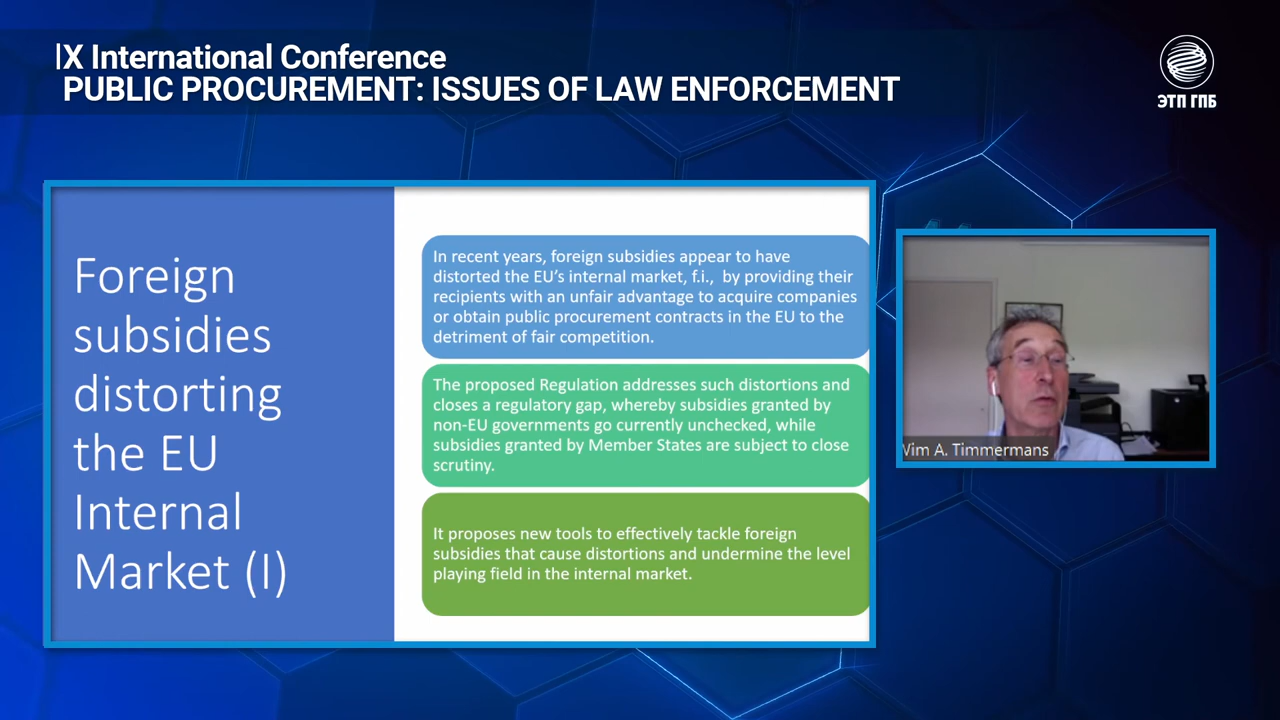 IX International Conference
PUBLIC PROCUREMENT: ISSUES OF LAW ENFORCEMENT
ЭТП ГПБ
Foreign
subsidies
distorting
the EU
Internal
Market (I)
In recent years, foreign subsidies appear to have
distorted the EU’s internal market, f.i., by providing their
recipients with an unfair advantage to acquire companies
or obtain public procurement contracts in the EU to the
detriment of fair competition.
The proposed Regulation addresses such distortions and
closes a regulatory gap, whereby subsidies granted by
non-EU governments go currently unchecked, while
subsidies granted by Member States are subject to close
scrutiny.
It proposes new tools to effectively tackle foreign
subsidies that cause distortions and undermine the level
playing field in the internal market.
Wim A. Timmermans